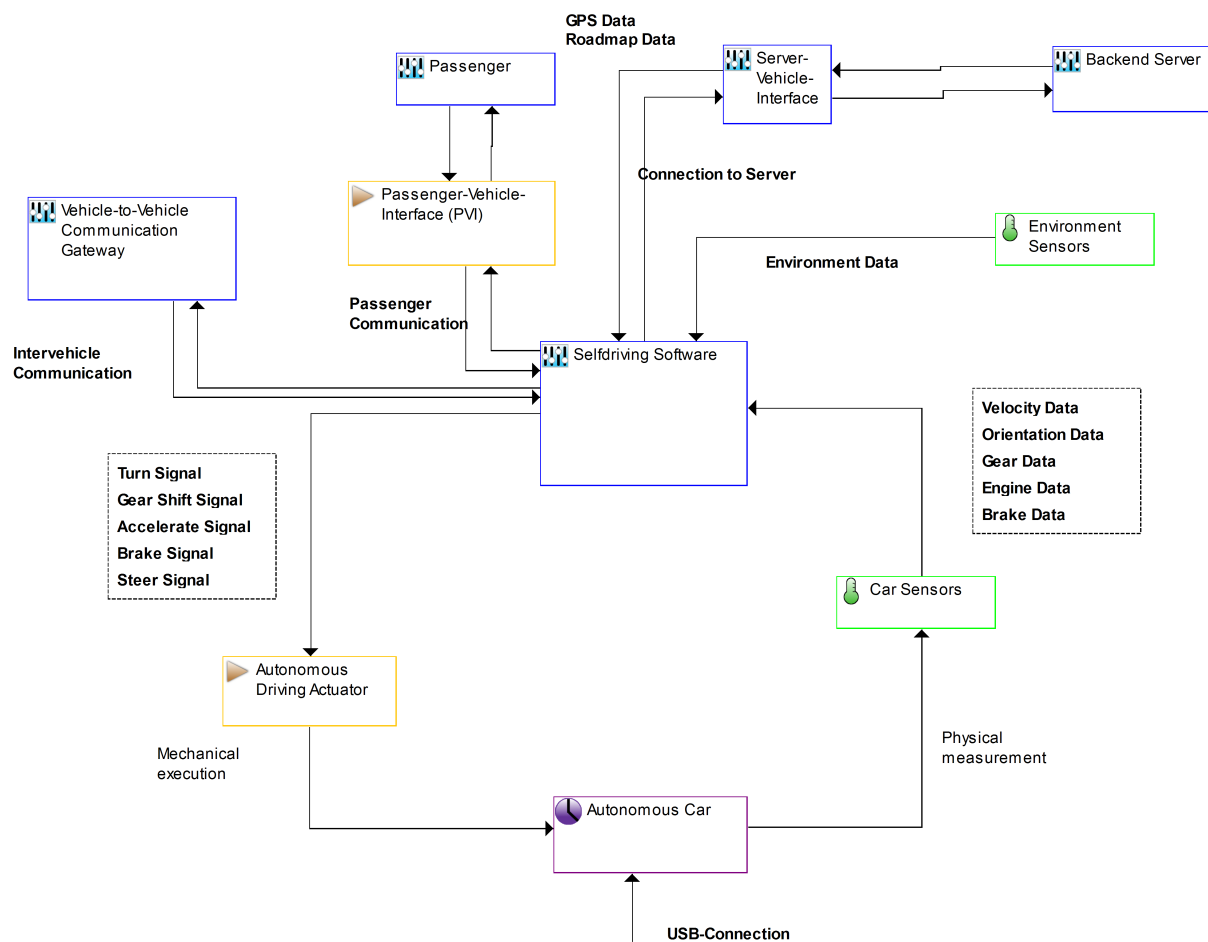 GPS Data
Roadmap Data
Passenger
Server-
Vehicle-
Interface
Backend Server
Connection to Server
Passenger-Vehicle-
Interface (PVI)
Vehicle-to-Vehicle
Communication
Gateway
Environment
Sensors
Environment Data
Passenger
Communication
Intervehicle
Communication
Selfdriving Software
Velocity Data
Orientation Data
Gear Data
Engine Data
Brake Data
Turn Signal
Gear Shift Signal
Accelerate Signal
Brake Signal
Steer Signal
Car Sensors
Autonomous
Driving Actuator
Mechanical
execution
Physical
measurement
Autonomous Car
USB-Connection